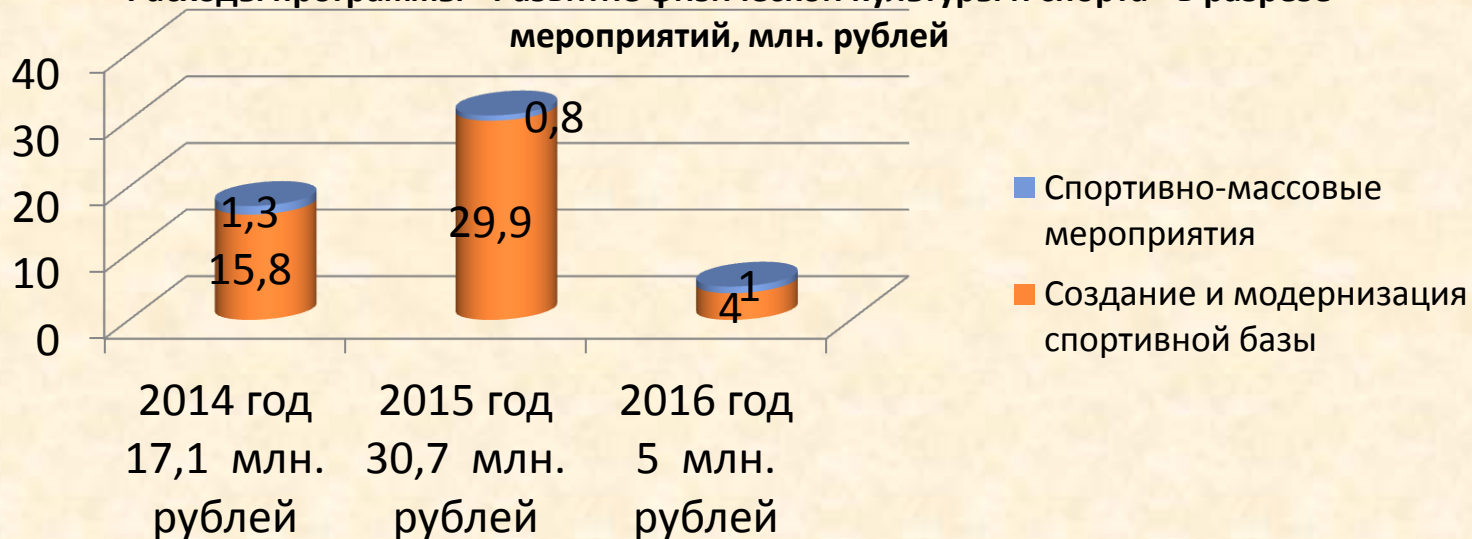 мероприятий, млн. рублей
40
30
20
10
0
1,3
15,8
0,8
29,9
1
4
2014 год
17,1 млн.
рублей
2015 год
30,7 млн.
рублей
2016 год
5 млн.
рублей
Спортивно-массовые
мероприятия
Создание и модернизация
спортивной базы